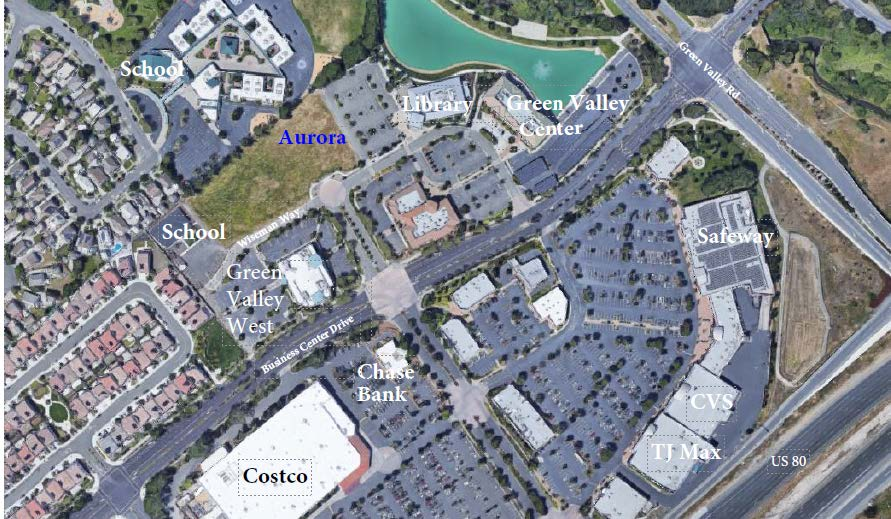 Green Valley Rd
School
Library
Green Valley
Center
Aurora
School
Wiseman Way
Safeway
Green
Valley
West
Business Center Drive
Chase
Bank
CVS
TJ Max
US 80
Costco